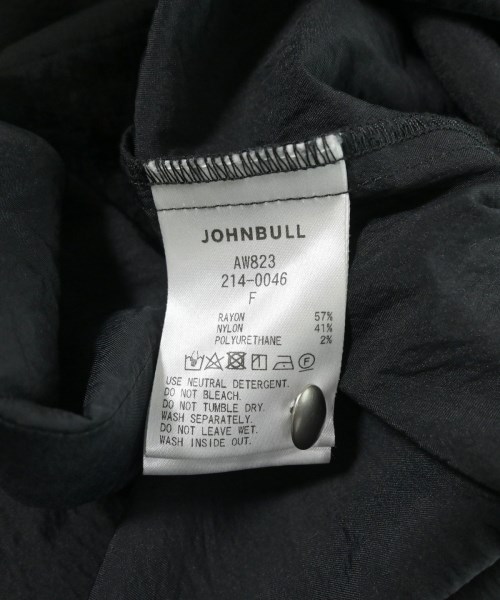 JOHNBULL
AW823
214-0046
F
RAYON 57%
NYLON 41%
POLYURETHANE 2%
F
USE NEUTRAL DETERGENT.
DO NOT BLEACH.
DO NOT TUMBLE DRY.
WASH SEPARATELY.
DO NOT LEAVE WET.
WASH INSIDE OUT.